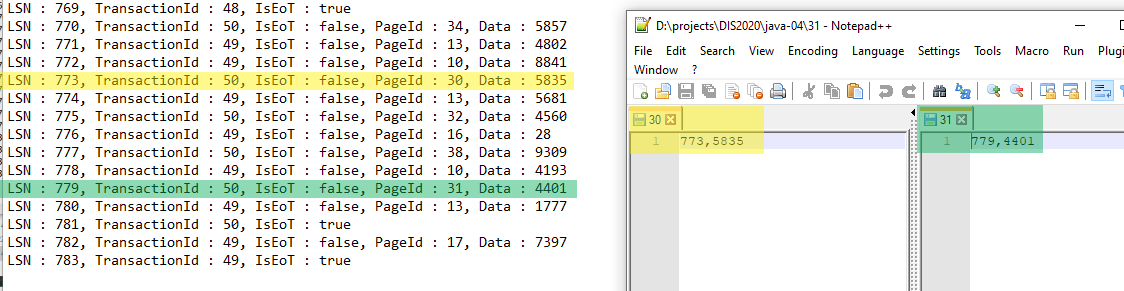 LSN : 769, TransactionId : 48, IsEoT : true
LSN : 770, TransactionId : 50, IsEoT : false, PageId : 34, Data : 5857
LSN : 771, TransactionId : 49, IsEoT : false, PageId : 13, Data : 4802
LSN : 772, TransactionId : 49, IsEoT : false, PageId : 10, Data : 8841
LSN : 773, TransactionId : 50, IsEoT : false, PageId : 30, Data : 5835
LSN : 774, TransactionId : 49, IsEoT : false, PageId : 13, Data : 5681
LSN : 775, TransactionId : 50, IsEoT : false, PageId : 32, Data : 4560
LSN : 776, TransactionId : 49, IsEoT : false, PageId : 16, Data : 28
LSN : 777, TransactionId : 50, IsEoT : false, PageId : 38, Data : 9309
LSN : 778, TransactionId : 49, IsEoT : false, PageId : 10, Data : 4193
LSN : 779, TransactionId : 50, IsEoT : false, PageId : 31, Data : 4401
LSN : 780, TransactionId : 49, IsEoT : false, PageId : 13, Data : 1777
LSN : 781, TransactionId : 50, IsEoT : true
LSN : 782, TransactionId : 49, IsEoT : false, PageId : 17, Data : 7397
LSN : 783, TransactionId : 49, IsEoT : true
D:\projects\DIS2020\java-04\31 - Notepad++
File Edit Search View Encoding Language Settings Tools Macro Run Plugi
Window ?
30
1 773,5835
31
1 779,4401